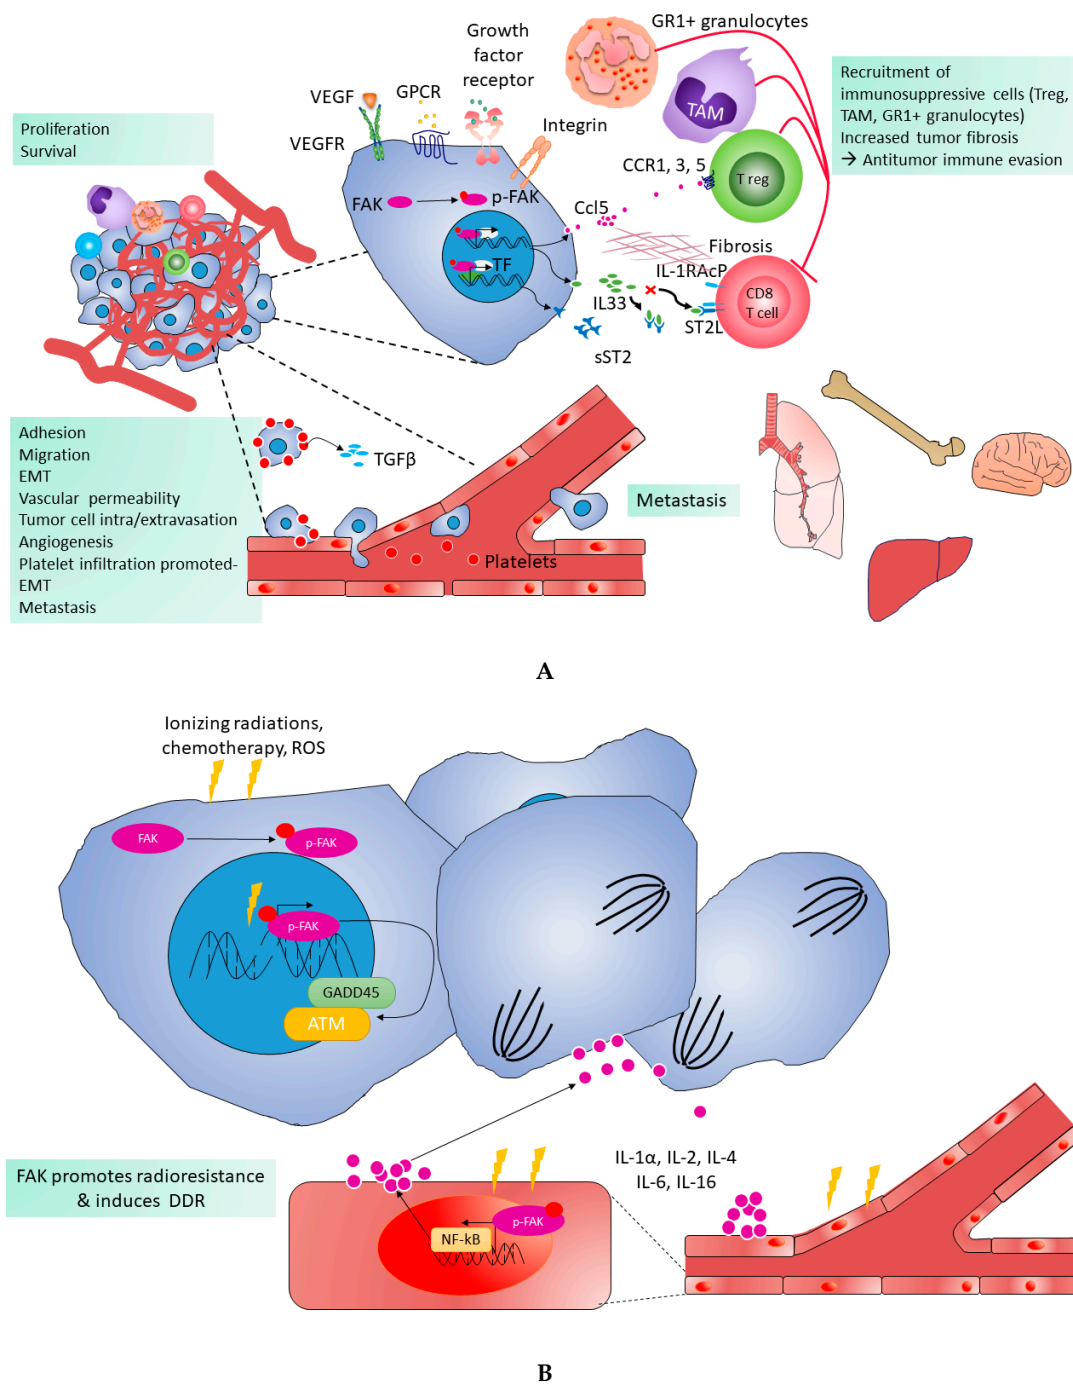 GR1+ granulocytes
Growth
factor
receptor
GPCR
VEGF
VEGFR
Integrin
TAM
Recruitment of
immunosuppressive cells (Treg,
TAM, GR1+ granulocytes)
Increased tumor fibrosis
→ Antitumor immune evasion
Proliferation
Survival
CCR1, 3, 5
T reg
FAK
p-FAK
Ccl5
TF
Fibrosis
IL-1RAcP
IL33
CD8
T cell
ST2L
sST2
Adhesion
Migration
EMT
Vascular permeability
Tumor cell intra/extravasation
Angiogenesis
Platelet infiltration promoted-
EMT
Metastasis
TGFβ
Metastasis
Platelets
A
Ionizing radiations,
chemotherapy, ROS
FAK
p-FAK
p-FAK
GADD45
ATM
FAK promotes radioresistance
& induces DDR
IL-1α, IL-2, IL-4
IL-6, IL-16
p-FAK
NF-kB
B